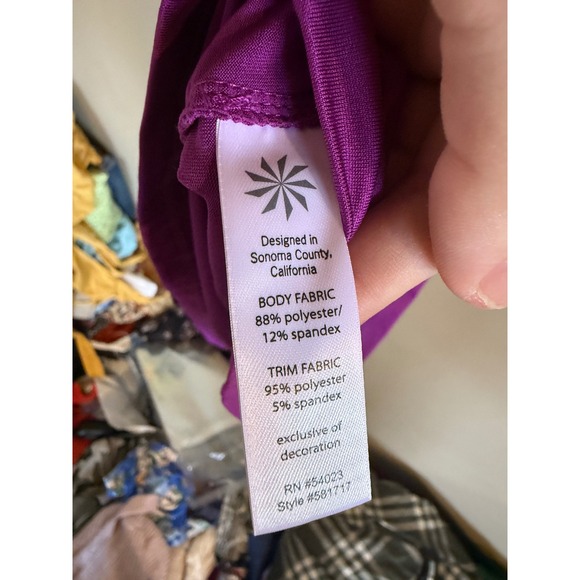 Designed in
Sonoma County,
California
BODY FABRIC
88% polyester/
12% spandex
TRIM FABRIC
95% polyester
5% spandex
exclusive of
decoration
RN #54023
Style #581717